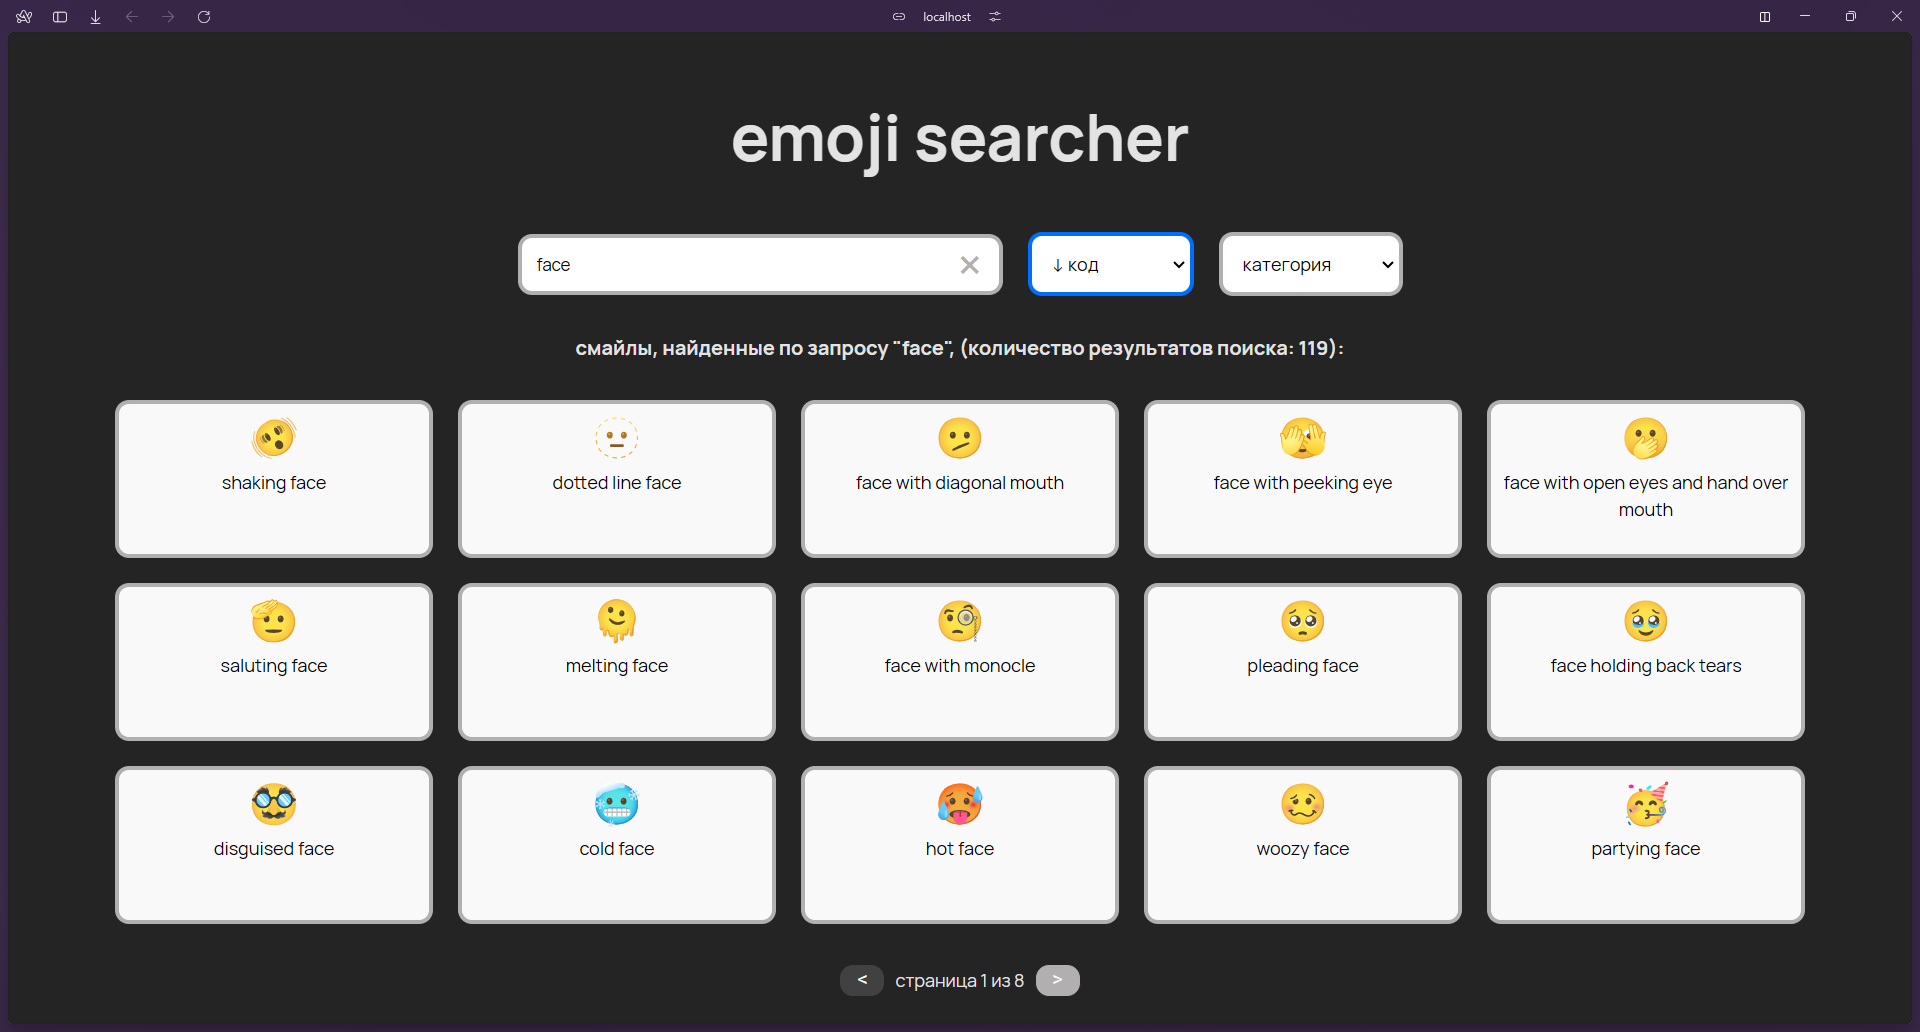 localhost
emoji searcher
face
↓ код
категория
смайлы, найденные по запросу "face", (количество результатов поиска: 119):
shaking face
dotted line face
face with diagonal mouth
face with peeking eye
face with open eyes and hand over
mouth
saluting face
melting face
face with monocle
pleading face
face holding back tears
disguised face
cold face
hot face
woozy face
partying face
< страница 1 из 8 >